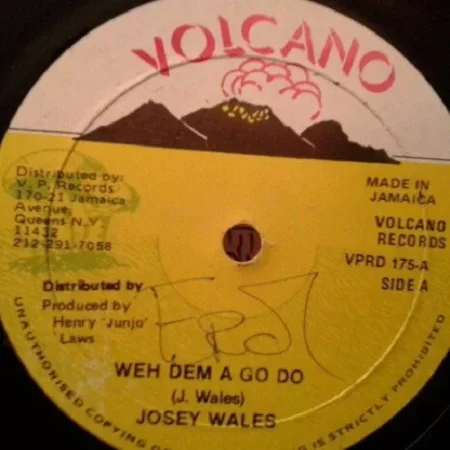 VOLCANO
Distributed by:
V. P. Records
170-21 Jamaica
Avenue,
Queens N.Y.
11432
212-291-7058
MADE IN
JAMAICA
VOLCANO
RECORDS
VPRD 175-A
SIDE A
Distributed by
Produced by
Henry 'Junjo'
Laws
WEH DEM A GO DO
(J. Wales)
JOSEY WALES
UNAUTHORISED COPYING OF
IS STRICTLY PROHIBITED